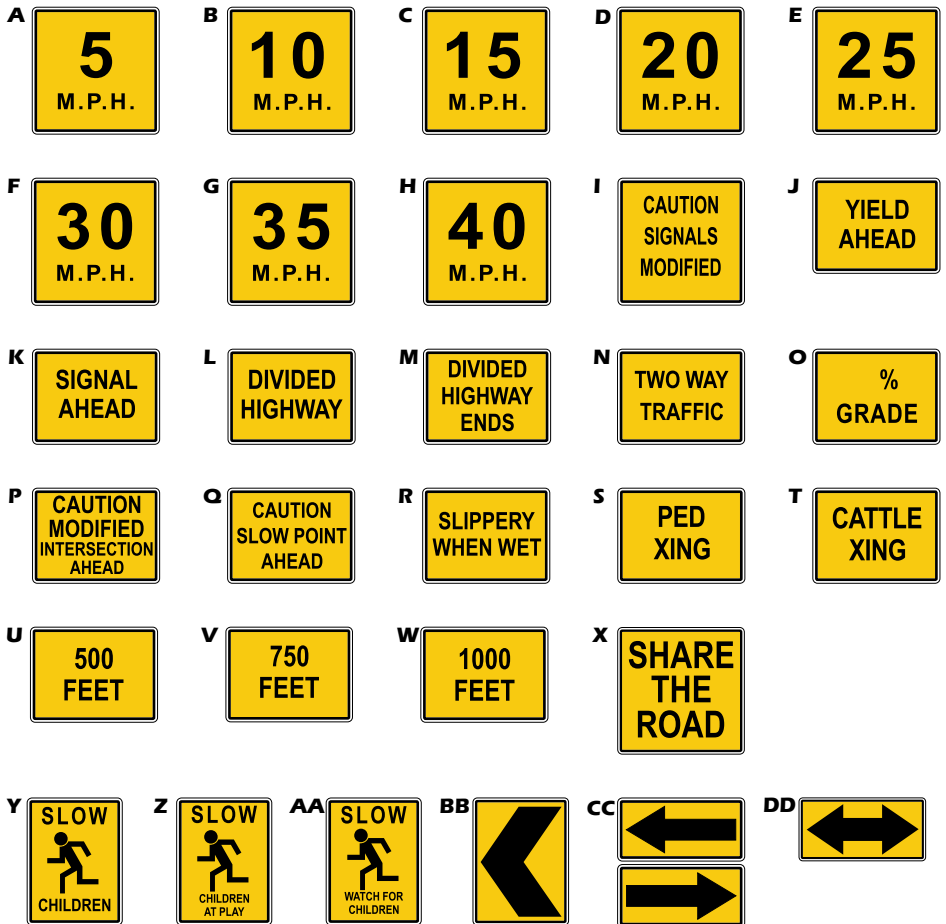 A B C D E
5 10 15 20 25
M.P.H. M.P.H. M.P.H. M.P.H. M.P.H.
F G H I J
30
M.P.H.
35
M.P.H.
40
M.P.H.
CAUTION
SIGNALS
MODIFIED
YIELD
AHEAD
K
SIGNAL
AHEAD
L
DIVIDED
HIGHWAY
M
DIVIDED
HIGHWAY
ENDS
N
TWO WAY
TRAFFIC
O
%
GRADE
P
CAUTION
MODIFIED
INTERSECTION
AHEAD
Q
CAUTION
SLOW POINT
AHEAD
R
SLIPPERY
WHEN WET
S
PED
XING
T
CATTLE
XING
U
500
FEET
V
750
FEET
W
1000
FEET
X
SHARE
THE
ROAD
Y
SLOW
CHILDREN
Z
SLOW
CHILDREN
AT PLAY
AA
SLOW
WATCH FOR
CHILDREN
BB
CC
DD